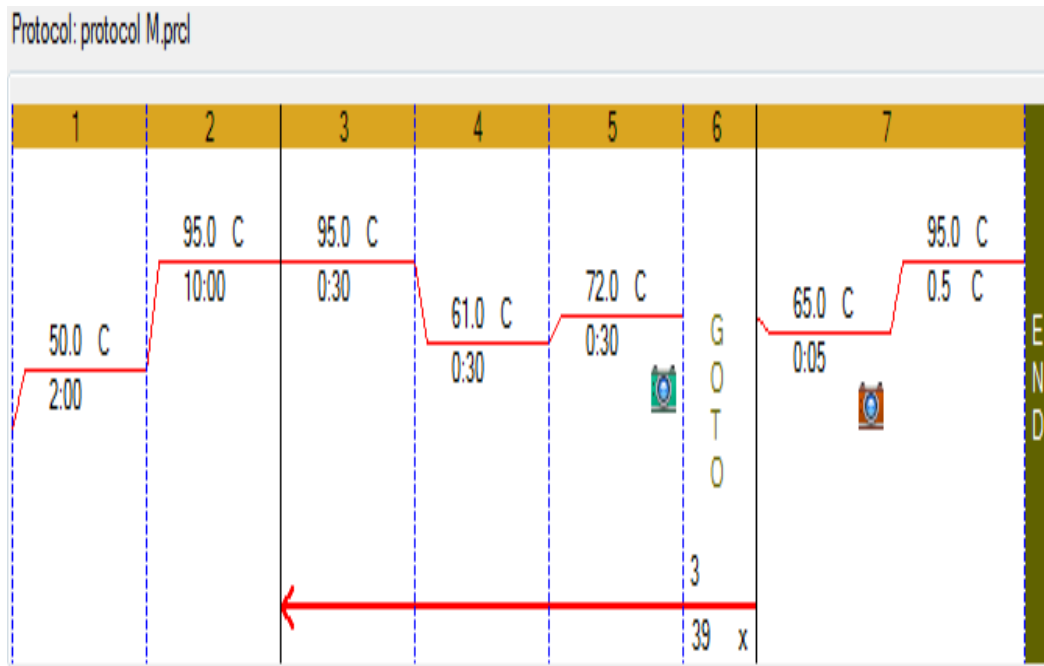 Protocol: protocol M.prcl
1 2 3 4 5 6 7
95.0 C 95.0 C 95.0 C
10:00 0:30 72.0 C 65.0 C 0.5 C
50.0 C 61.0 C 0:30 0:05
2:00 0:30
GOTO
END
3
39 x